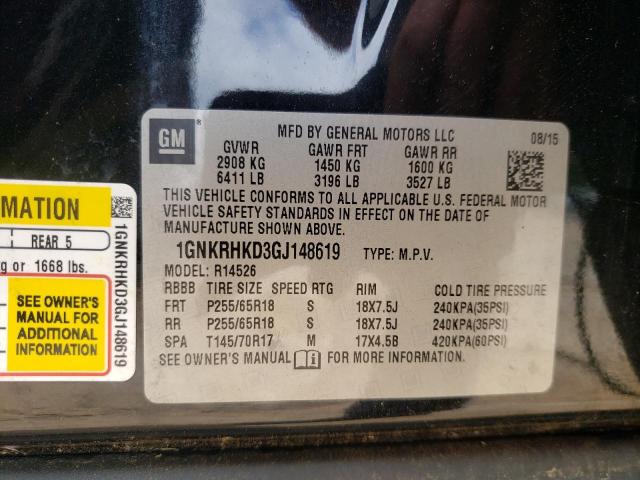 GM ®
MFD BY GENERAL MOTORS LLC
08/15
GVWR GAWR FRT GAWR RR
2908 KG 1450 KG 1600 KG
6411 LB 3196 LB 3527 LB
THIS VEHICLE CONFORMS TO ALL APPLICABLE U.S. FEDERAL MOTOR
VEHICLE SAFETY STANDARDS IN EFFECT ON THE DATE OF
MANUFACTURE SHOWN ABOVE.
1GNKRHKD3GJ148619 TYPE: M.P.V.
MODEL: R14526
RBBB TIRE SIZE SPEED RTG RIM COLD TIRE PRESSURE
FRT P255/65R18 S 18X7.5J 240KPA(35PSI)
RR P255/65R18 S 18X7.5J 240KPA(35PSI)
SPA T145/70R17 M 17X4.5B 420KPA(60PSI)
SEE OWNER'S MANUAL FOR MORE INFORMATION.
MATION
REAR 5
g or 1668 lbs.
SEE OWNER'S
MANUAL FOR
ADDITIONAL
INFORMATION
1GNKRHKD3GJ148619